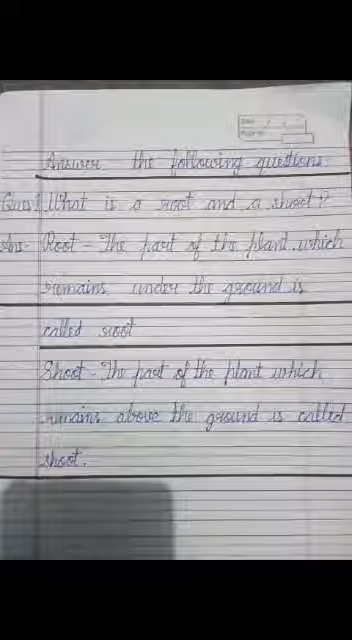 Answer the following questions.
Ques1 What is a root and a shoot?
Ans- Root - The part of the plant which
remains under the ground is
called root
Shoot - The part of the plant which
remains above the ground is called
shoot.